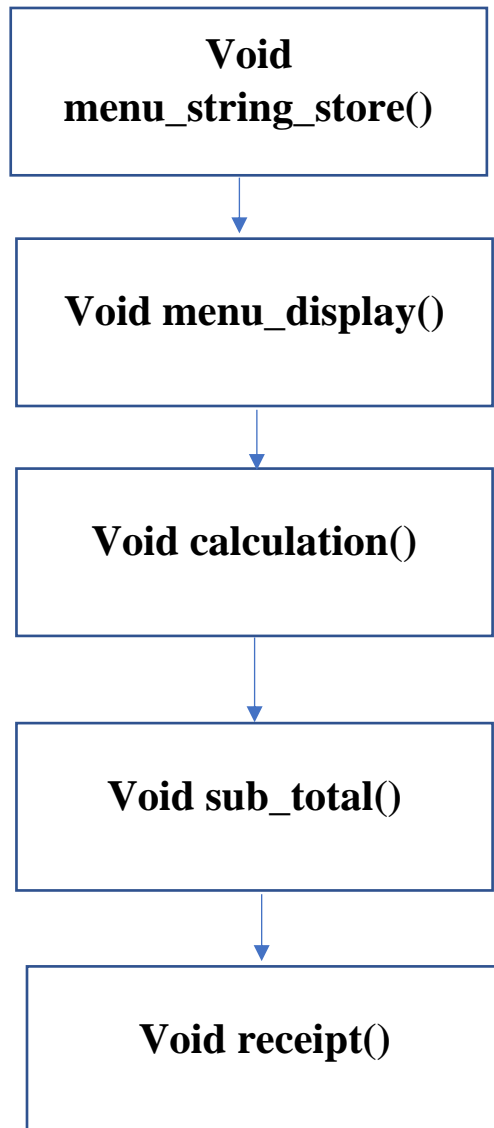 Void
menu_string_store()
Void menu_display()
Void calculation()
Void sub_total()
Void receipt()